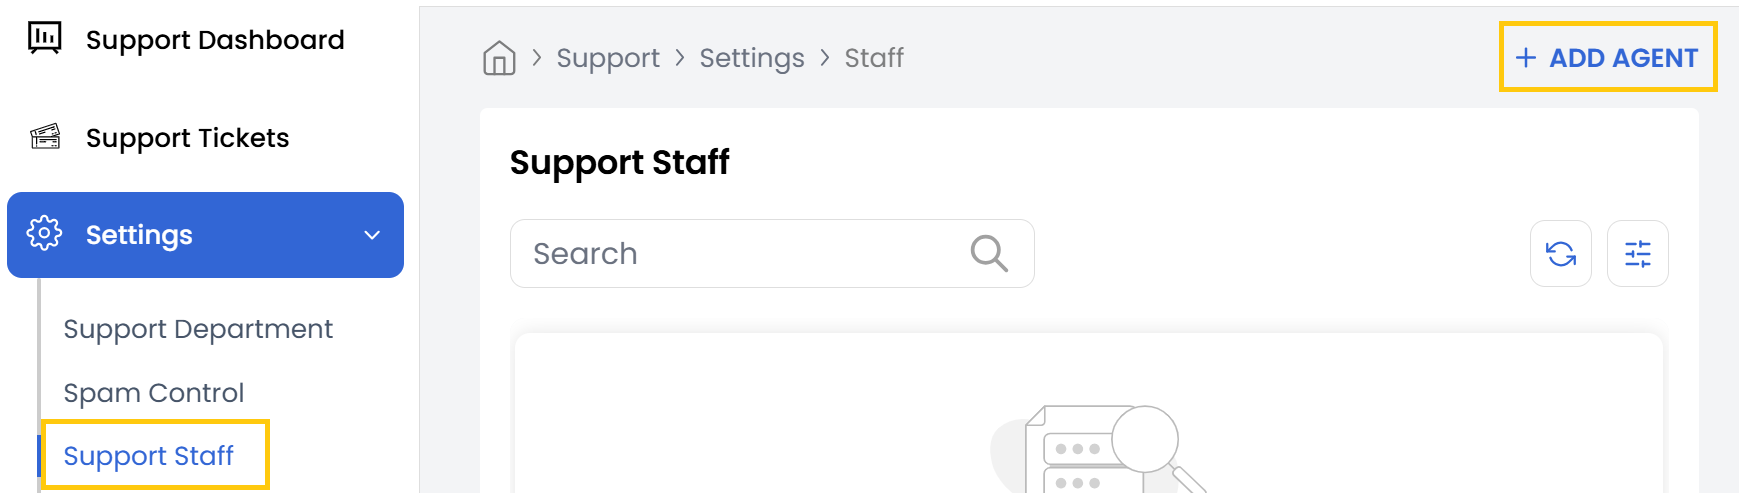 Support Dashboard
Support Tickets
Settings
Support Department
Spam Control
Support Staff
Support > Settings > Staff
+ ADD AGENT
Support Staff
Search